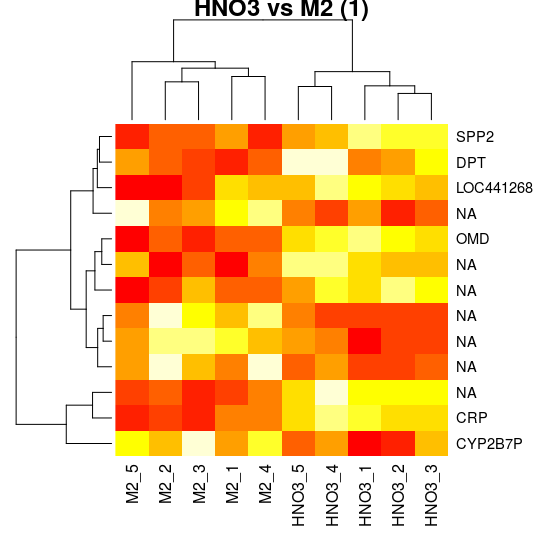 HNO3 vs M2 (1)
SPP2
DPT
LOC441268
NA
OMD
NA
NA
NA
NA
NA
NA
CRP
CYP2B7P
M2_5
M2_2
M2_3
M2_1
M2_4
HNO3_5
HNO3_4
HNO3_1
HNO3_2
HNO3_3